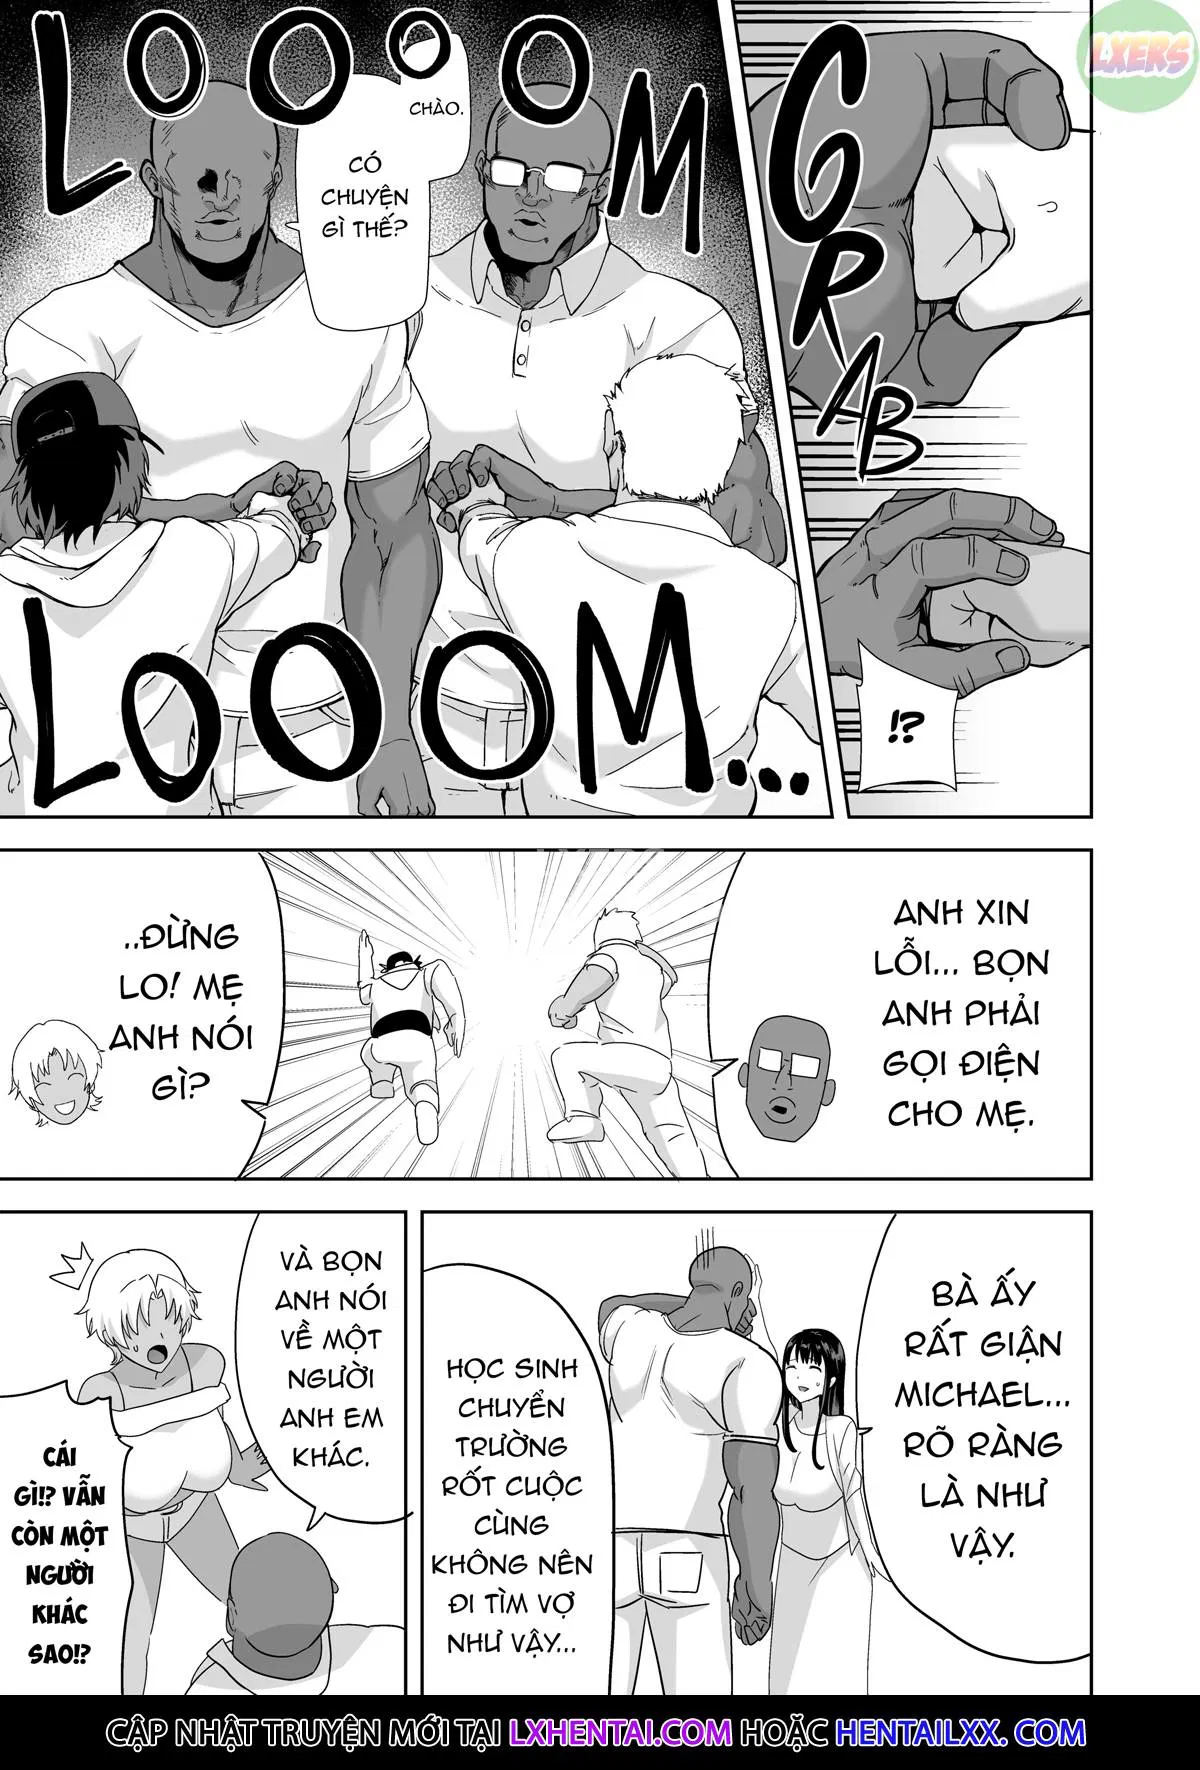 LXERS
GRAB
!?
LOOOOM
CHÀO.
CÓ
CHUYỆN
GÌ THẾ?
LOOOOM...
LXERS
ANH XIN
LỖI... BỌN
ANH PHẢI
GỌI ĐIỆN
CHO MẸ.
..ĐỪNG
LO! MẸ
ANH NÓI
GÌ?
BÀ ẤY
RẤT GIẬN
MICHAEL...
RÕ RÀNG
LÀ NHƯ
VẬY.
HỌC SINH
CHUYỂN
TRƯỜNG
RỐT CUỘC
CÙNG
KHÔNG NÊN
ĐI TÌM VỢ
NHƯ VẬY...
VÀ BỌN
ANH NÓI
VỀ MỘT
NGƯỜI
ANH EM
KHÁC.
CÁI
GÌ!? VẪN
CÒN MỘT
NGƯỜI
KHÁC
SAO!?
CẬP NHẬT TRUYỆN MỚI TẠI LXHENTAI.COM HOẶC HENTAILXX. COM